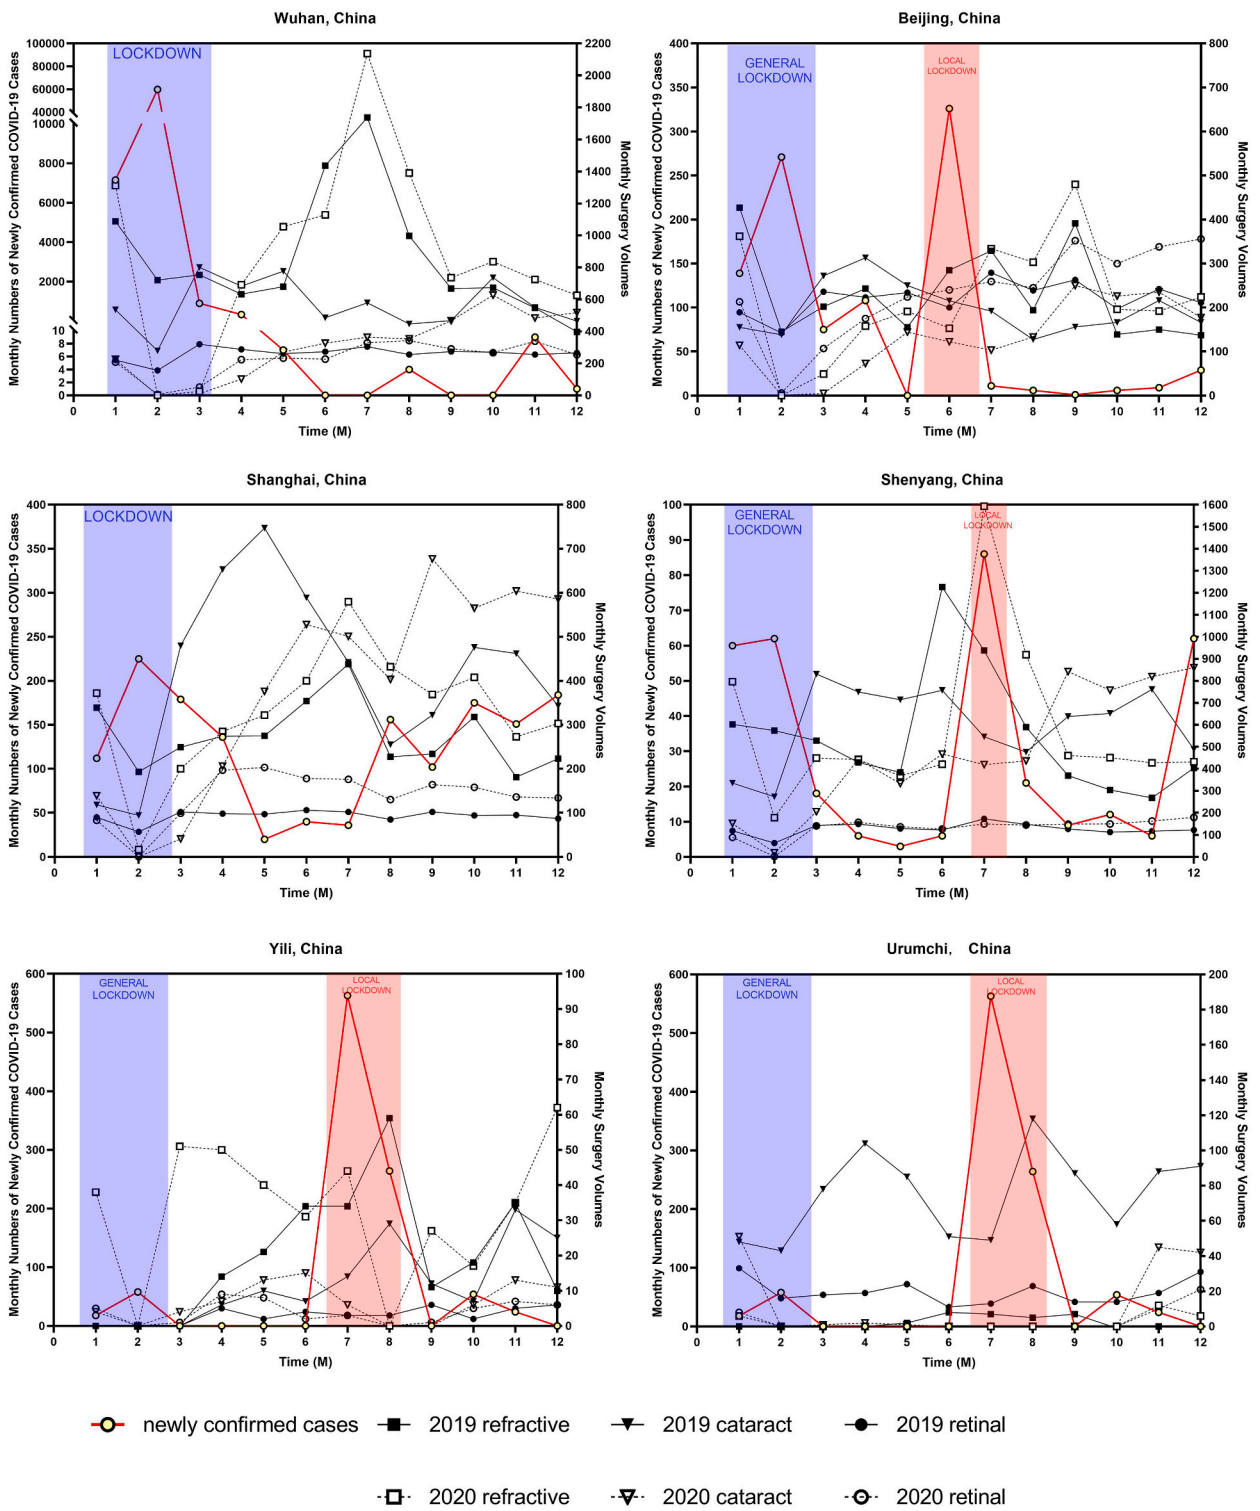 Wuhan, China
Monthly Numbers of Newly Confirmed COVID-19 Cases
100000
80000
60000
40000
10000
8000
6000
4000
2000
10
8
6
4
2
0
LOCKDOWN
2200
2000
1800
1600
1400
1200
1000
800
600
400
200
0
Monthly Surgery Volumes
0 1 2 3 4 5 6 7 8 9 10 11 12
Time (M)
Beijing, China
Monthly Numbers of Newly Confirmed COVID-19 Cases
400
350
300
250
200
150
100
50
0
GENERAL
LOCKDOWN
LOCAL
LOCKDOWN
800
700
600
500
400
300
200
100
0
Monthly Surgery Volumes
0 1 2 3 4 5 6 7 8 9 10 11 12
Time (M)
Shanghai, China
Monthly Numbers of Newly Confirmed COVID-19 Cases
400
350
300
250
200
150
100
50
0
LOCKDOWN
800
700
600
500
400
300
200
100
0
Monthly Surgery Volumes
0 1 2 3 4 5 6 7 8 9 10 11 12
Time (M)
Shenyang, China
Monthly Numbers of Newly Confirmed COVID-19 Cases
100
90
80
70
60
50
40
30
20
10
0
GENERAL
LOCKDOWN
LOCAL
LOCKDOWN
1600
1500
1400
1300
1200
1100
1000
900
800
700
600
500
400
300
200
100
0
Monthly Surgery Volumes
0 1 2 3 4 5 6 7 8 9 10 11 12
Time (M)
Yili, China
Monthly Numbers of Newly Confirmed COVID-19 Cases
600
500
400
300
200
100
0
GENERAL
LOCKDOWN
LOCAL
LOCKDOWN
100
90
80
70
60
50
40
30
20
10
0
Monthly Surgery Volumes
0 1 2 3 4 5 6 7 8 9 10 11 12
Time (M)
Urumchi, China
Monthly Numbers of Newly Confirmed COVID-19 Cases
600
500
400
300
200
100
0
GENERAL
LOCKDOWN
LOCAL
LOCKDOWN
200
180
160
140
120
100
80
60
40
20
0
Monthly Surgery Volumes
0 1 2 3 4 5 6 7 8 9 10 11 12
Time (M)
newly confirmed cases 2019 refractive 2019 cataract 2019 retinal
2020 refractive 2020 cataract 2020 retinal